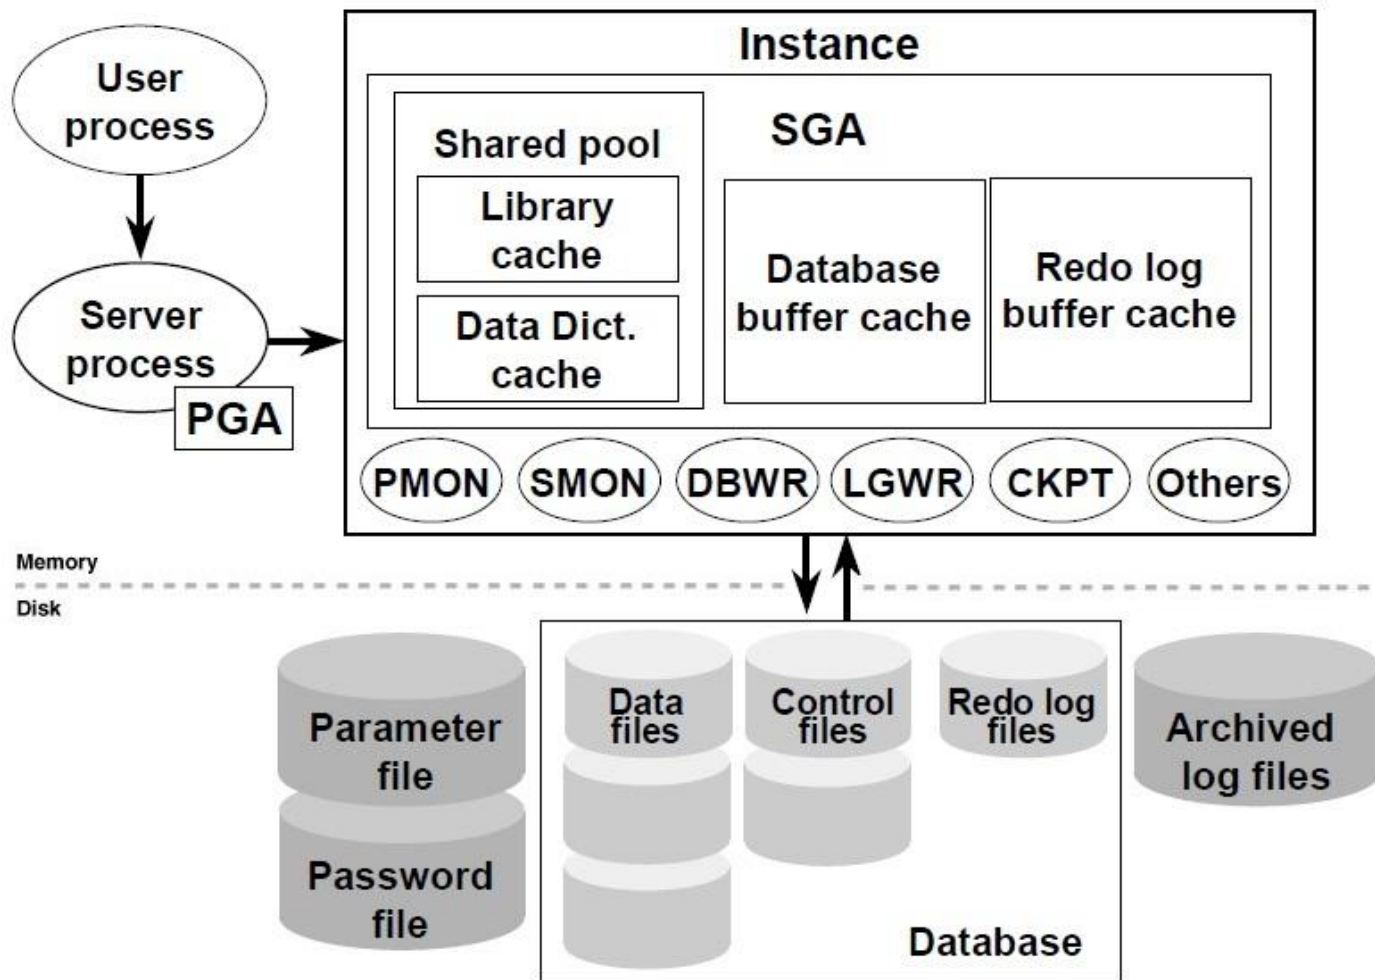 User
process
Server
process
PGA
Instance
SGA
Shared pool
Library
cache
Data Dict.
cache
Database
buffer cache
Redo log
buffer cache
PMON
SMON
DBWR
LGWR
CKPT
Others
Memory
Disk
Parameter
file
Password
file
Data
files
Control
files
Redo log
files
Database
Archived
log files